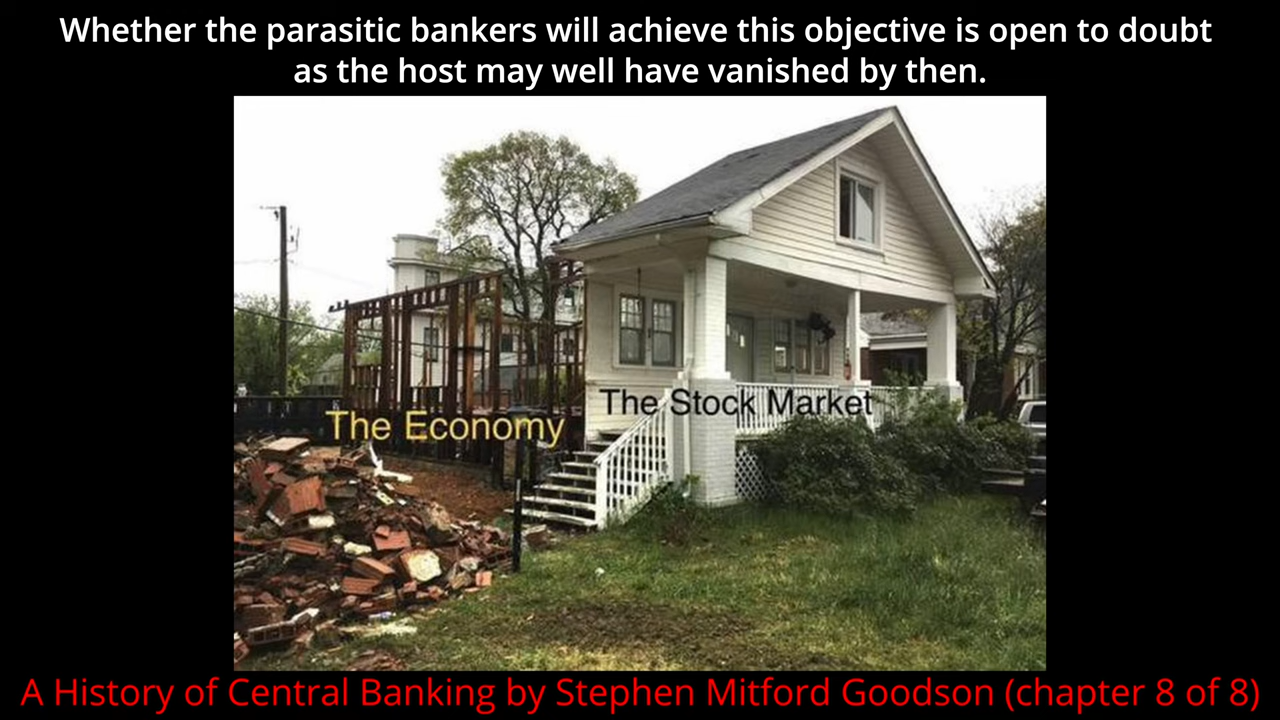 Whether the parasitic bankers will achieve this objective is open to doubt
as the host may well have vanished by then.
The Stock Market
The Economy
A History of Central Banking by Stephen Mitford Goodson (chapter 8 of 8)